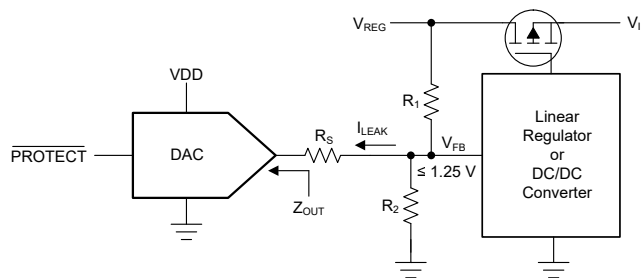 V_REG
V_I
VDD
R_1
Linear
Regulator
or
DC/DC
Converter
PROTECT
DAC
R_S
I_LEAK
V_FB
≤ 1.25 V
Z_OUT
R_2